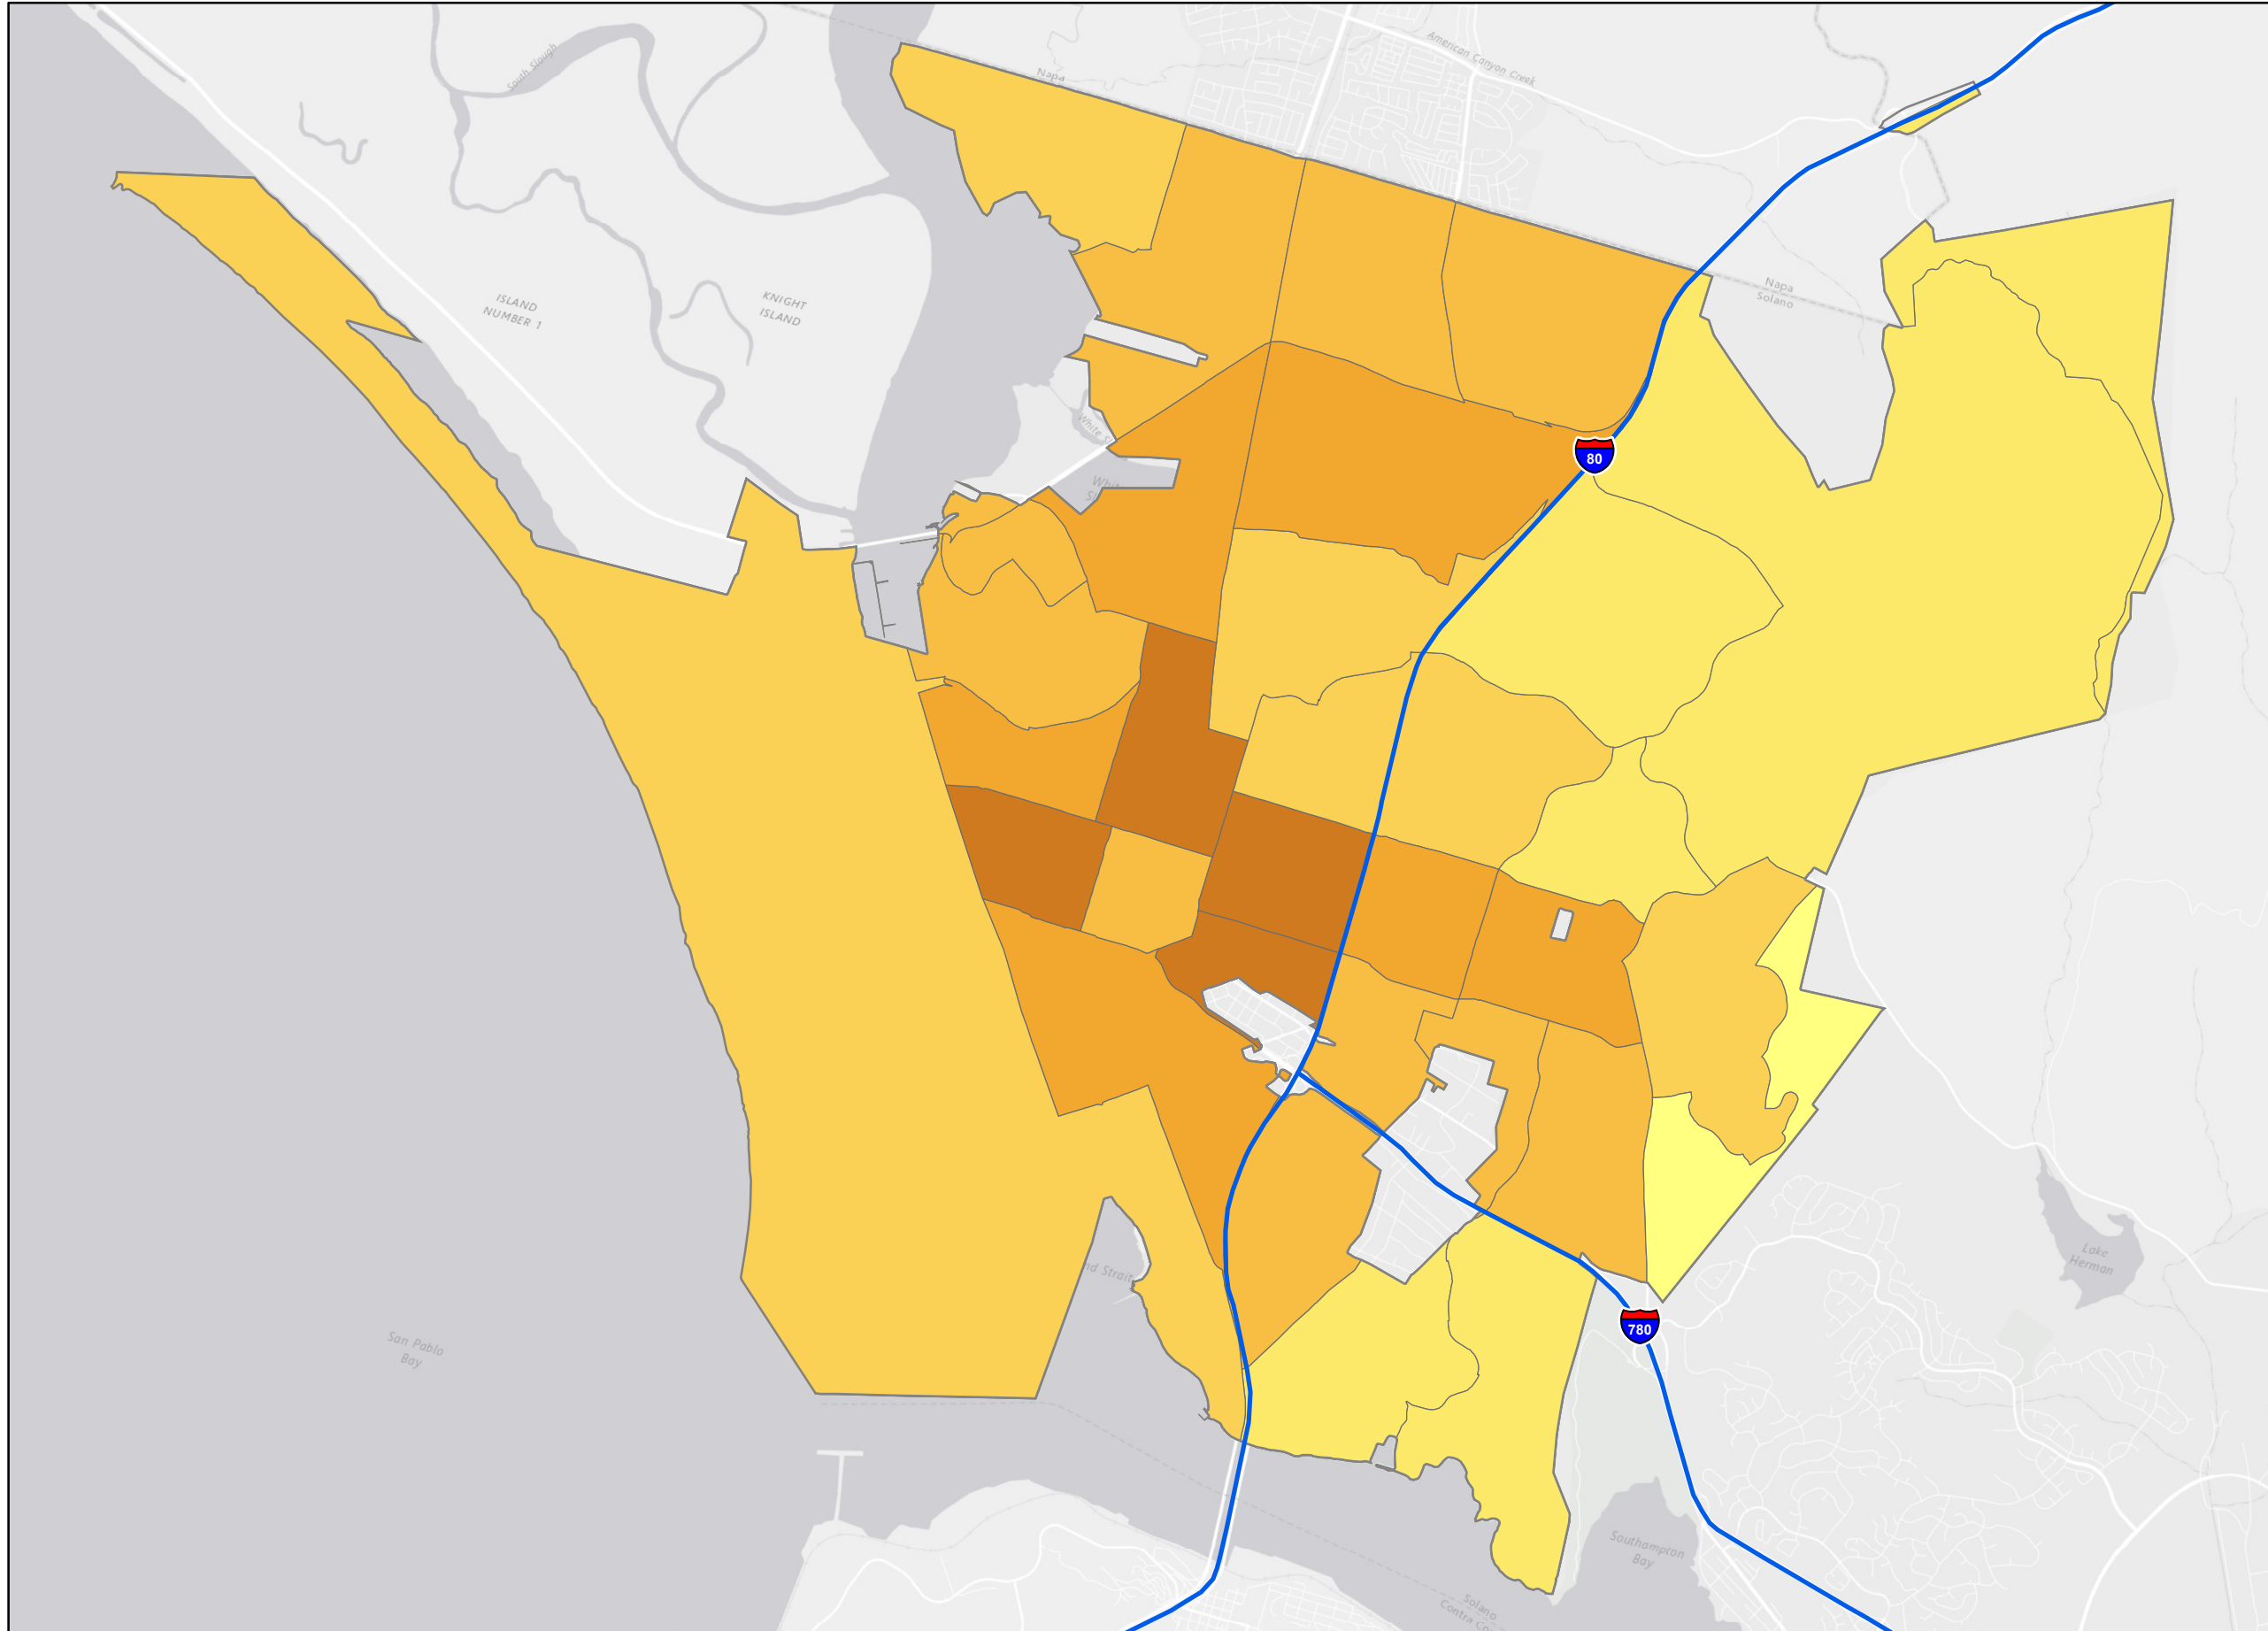 South Slough
American Canyon Creek
Napa
ISLAND
NUMBER 1
KNIGHT
ISLAND
Napa
Solano
80
Lake
Herman
San Pablo
Bay
780
Southampton
Bay
Solano